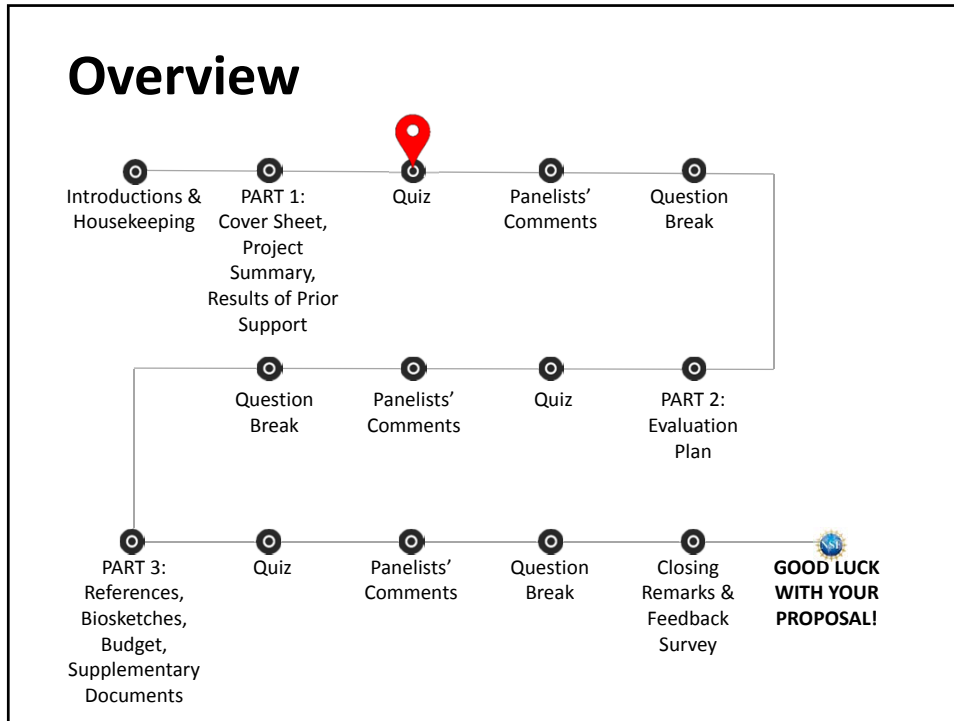 Overview
Introductions &
Housekeeping
PART 1:
Cover Sheet,
Project
Summary,
Results of Prior
Support
Quiz
Panelists’
Comments
Question
Break
PART 2:
Evaluation
Plan
Quiz
Panelists’
Comments
Question
Break
PART 3:
References,
Biosketches,
Budget,
Supplementary
Documents
Quiz
Panelists’
Comments
Question
Break
Closing
Remarks &
Feedback
Survey
NSF
GOOD LUCK
WITH YOUR
PROPOSAL!